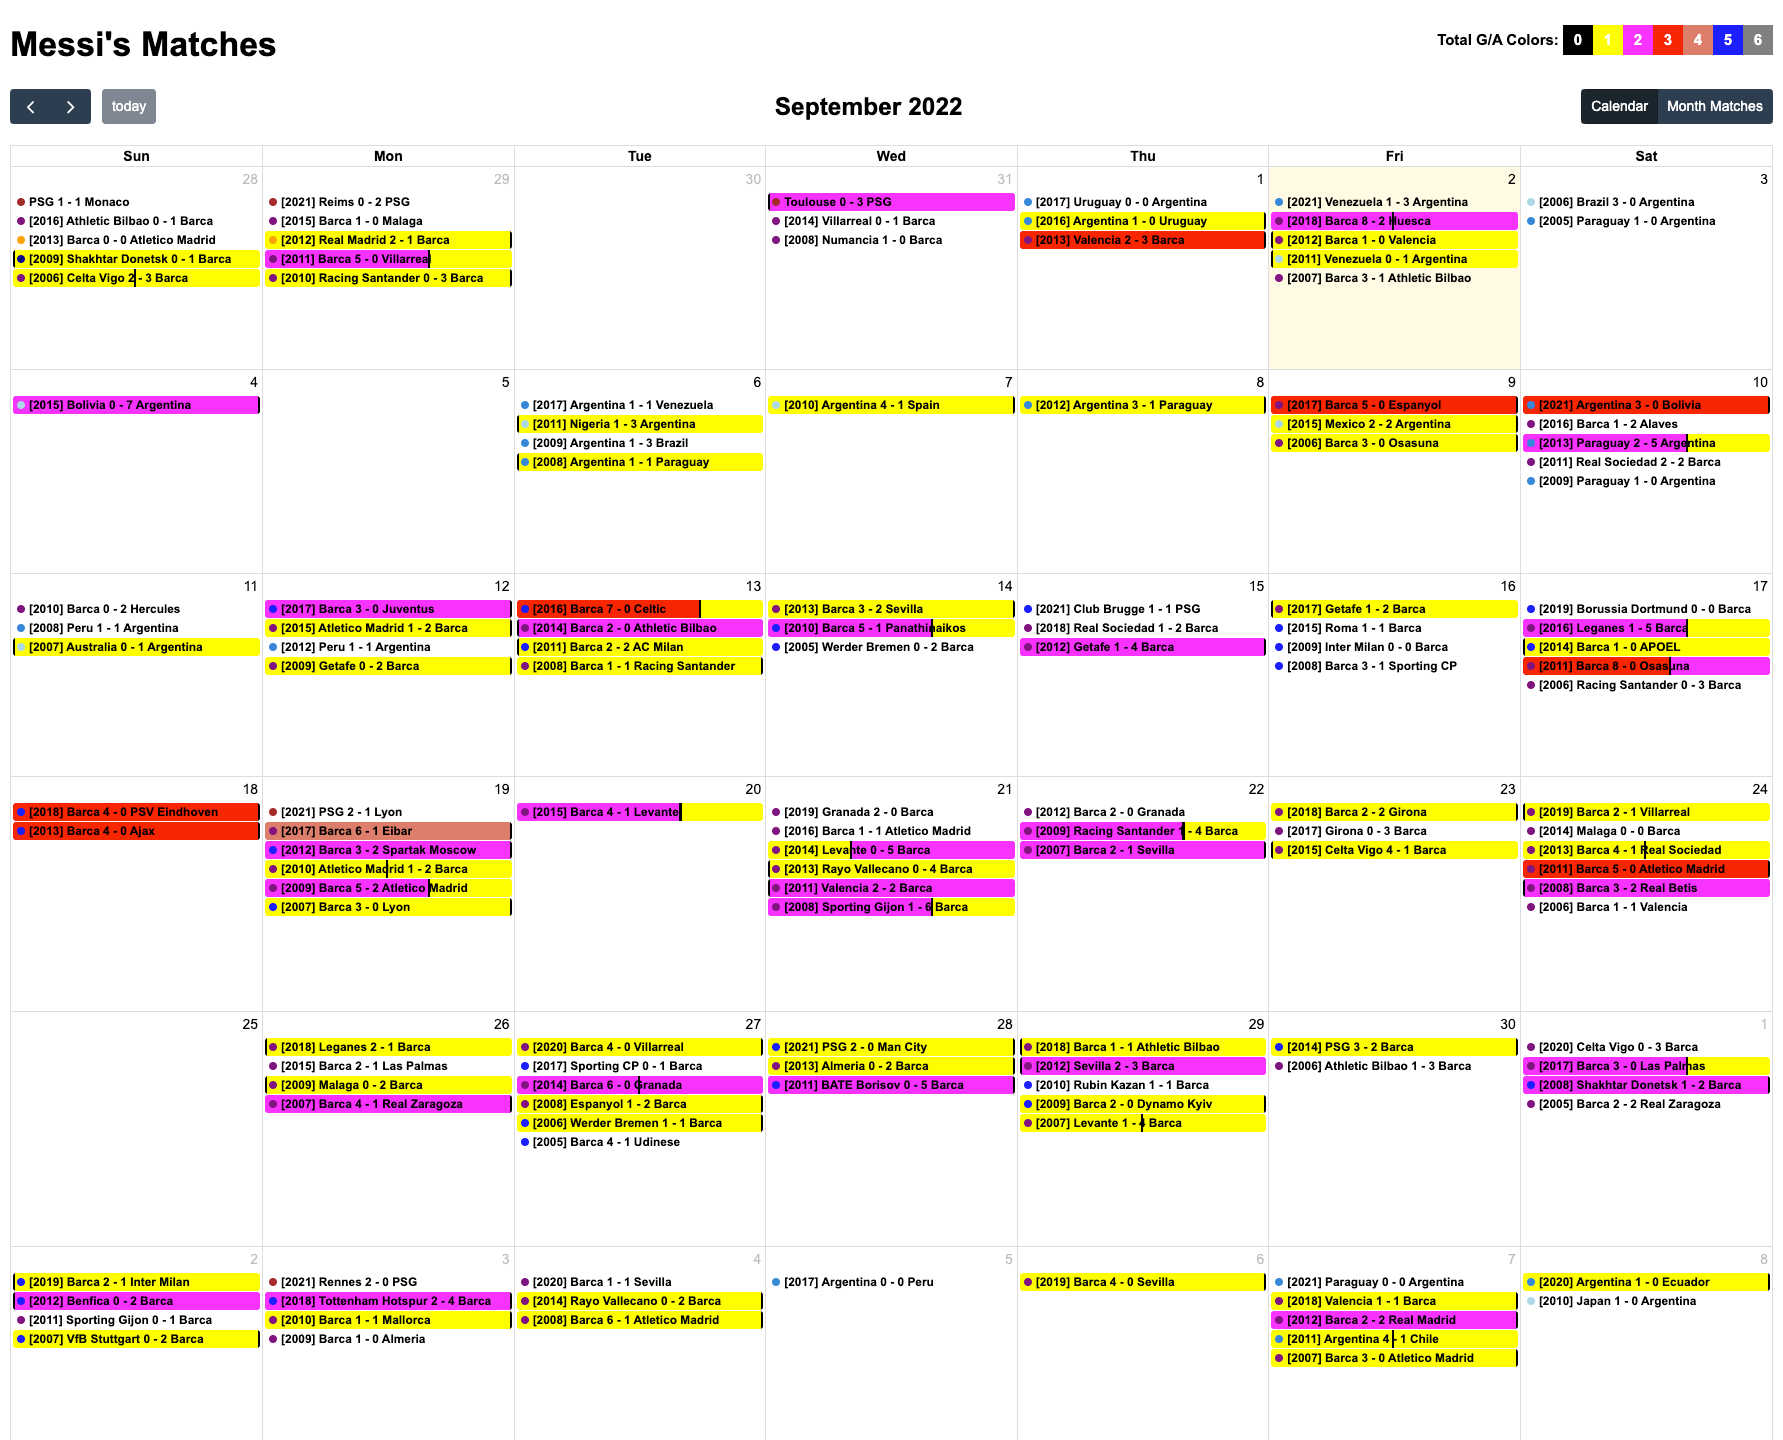 Messi's Matches
Total G/A Colors: 0 1 2 3 4 5 6
today
September 2022
Calendar Month Matches
Sun Mon Tue Wed Thu Fri Sat
28
PSG 1 - 1 Monaco
[2016] Athletic Bilbao 0 - 1 Barca
[2013] Barca 0 - 0 Atletico Madrid
[2009] Shakhtar Donetsk 0 - 1 Barca
[2006] Celta Vigo 2 - 3 Barca
29
[2021] Reims 0 - 2 PSG
[2015] Barca 1 - 0 Malaga
[2012] Real Madrid 2 - 1 Barca
[2011] Barca 5 - 0 Villarreal
[2010] Racing Santander 0 - 3 Barca
30
31
Toulouse 0 - 3 PSG
[2014] Villarreal 0 - 1 Barca
[2008] Numancia 1 - 0 Barca
1
[2017] Uruguay 0 - 0 Argentina
[2016] Argentina 1 - 0 Uruguay
[2013] Valencia 2 - 3 Barca
2
[2021] Venezuela 1 - 3 Argentina
[2018] Barca 8 - 2 Huesca
[2012] Barca 1 - 0 Valencia
[2011] Venezuela 0 - 1 Argentina
[2007] Barca 3 - 1 Athletic Bilbao
3
[2006] Brazil 3 - 0 Argentina
[2005] Paraguay 1 - 0 Argentina
4
[2015] Bolivia 0 - 7 Argentina
5
6
[2017] Argentina 1 - 1 Venezuela
[2011] Nigeria 1 - 3 Argentina
[2009] Argentina 1 - 3 Brazil
[2008] Argentina 1 - 1 Paraguay
7
[2010] Argentina 4 - 1 Spain
8
[2012] Argentina 3 - 1 Paraguay
9
[2017] Barca 5 - 0 Espanyol
[2015] Mexico 2 - 2 Argentina
[2006] Barca 3 - 0 Osasuna
10
[2021] Argentina 3 - 0 Bolivia
[2016] Barca 1 - 2 Alaves
[2013] Paraguay 2 - 5 Argentina
[2011] Real Sociedad 2 - 2 Barca
[2009] Paraguay 1 - 0 Argentina
11
[2010] Barca 0 - 2 Hercules
[2008] Peru 1 - 1 Argentina
[2007] Australia 0 - 1 Argentina
12
[2017] Barca 3 - 0 Juventus
[2015] Atletico Madrid 1 - 2 Barca
[2012] Peru 1 - 1 Argentina
[2009] Getafe 0 - 2 Barca
13
[2016] Barca 7 - 0 Celtic
[2014] Barca 2 - 0 Athletic Bilbao
[2011] Barca 2 - 2 AC Milan
[2008] Barca 1 - 1 Racing Santander
14
[2013] Barca 3 - 2 Sevilla
[2010] Barca 5 - 1 Panathinaikos
[2005] Werder Bremen 0 - 2 Barca
15
[2021] Club Brugge 1 - 1 PSG
[2018] Real Sociedad 1 - 2 Barca
[2012] Getafe 1 - 4 Barca
16
[2017] Getafe 1 - 2 Barca
[2015] Roma 1 - 1 Barca
[2009] Inter Milan 0 - 0 Barca
[2008] Barca 3 - 1 Sporting CP
17
[2019] Borussia Dortmund 0 - 0 Barca
[2016] Leganes 1 - 5 Barca
[2014] Barca 1 - 0 APOEL
[2011] Barca 8 - 0 Osasuna
[2006] Racing Santander 0 - 3 Barca
18
[2018] Barca 4 - 0 PSV Eindhoven
[2013] Barca 4 - 0 Ajax
19
[2021] PSG 2 - 1 Lyon
[2017] Barca 6 - 1 Eibar
[2012] Barca 3 - 2 Spartak Moscow
[2010] Atletico Madrid 1 - 2 Barca
[2009] Barca 5 - 2 Atletico Madrid
[2007] Barca 3 - 0 Lyon
20
[2015] Barca 4 - 1 Levante
21
[2019] Granada 2 - 0 Barca
[2016] Barca 1 - 1 Atletico Madrid
[2014] Levante 0 - 5 Barca
[2013] Rayo Vallecano 0 - 4 Barca
[2011] Valencia 2 - 2 Barca
[2008] Sporting Gijon 1 - 6 Barca
22
[2012] Barca 2 - 0 Granada
[2009] Racing Santander 1 - 4 Barca
[2007] Barca 2 - 1 Sevilla
23
[2018] Barca 2 - 2 Girona
[2017] Girona 0 - 3 Barca
[2015] Celta Vigo 4 - 1 Barca
24
[2019] Barca 2 - 1 Villarreal
[2014] Malaga 0 - 0 Barca
[2013] Barca 4 - 1 Real Sociedad
[2011] Barca 5 - 0 Atletico Madrid
[2008] Barca 3 - 2 Real Betis
[2006] Barca 1 - 1 Valencia
25
26
[2018] Leganes 2 - 1 Barca
[2015] Barca 2 - 1 Las Palmas
[2009] Malaga 0 - 2 Barca
[2007] Barca 4 - 1 Real Zaragoza
27
[2020] Barca 4 - 0 Villarreal
[2017] Sporting CP 0 - 1 Barca
[2014] Barca 6 - 0 Granada
[2008] Espanyol 1 - 2 Barca
[2006] Werder Bremen 1 - 1 Barca
[2005] Barca 4 - 1 Udinese
28
[2021] PSG 2 - 0 Man City
[2013] Almeria 0 - 2 Barca
[2011] BATE Borisov 0 - 5 Barca
29
[2018] Barca 1 - 1 Athletic Bilbao
[2012] Sevilla 2 - 3 Barca
[2010] Rubin Kazan 1 - 1 Barca
[2009] Barca 2 - 0 Dynamo Kyiv
[2007] Levante 1 - 4 Barca
30
[2014] PSG 3 - 2 Barca
[2006] Athletic Bilbao 1 - 3 Barca
1
[2020] Celta Vigo 0 - 3 Barca
[2017] Barca 3 - 0 Las Palmas
[2008] Shakhtar Donetsk 1 - 2 Barca
[2005] Barca 2 - 2 Real Zaragoza
2
[2019] Barca 2 - 1 Inter Milan
[2012] Benfica 0 - 2 Barca
[2011] Sporting Gijon 0 - 1 Barca
[2007] VfB Stuttgart 0 - 2 Barca
3
[2021] Rennes 2 - 0 PSG
[2018] Tottenham Hotspur 2 - 4 Barca
[2010] Barca 1 - 1 Mallorca
[2009] Barca 1 - 0 Almeria
4
[2020] Barca 1 - 1 Sevilla
[2014] Rayo Vallecano 0 - 2 Barca
[2008] Barca 6 - 1 Atletico Madrid
5
[2017] Argentina 0 - 0 Peru
6
[2019] Barca 4 - 0 Sevilla
7
[2021] Paraguay 0 - 0 Argentina
[2018] Valencia 1 - 1 Barca
[2012] Barca 2 - 2 Real Madrid
[2011] Argentina 4 - 1 Chile
[2007] Barca 3 - 0 Atletico Madrid
8
[2020] Argentina 1 - 0 Ecuador
[2010] Japan 1 - 0 Argentina